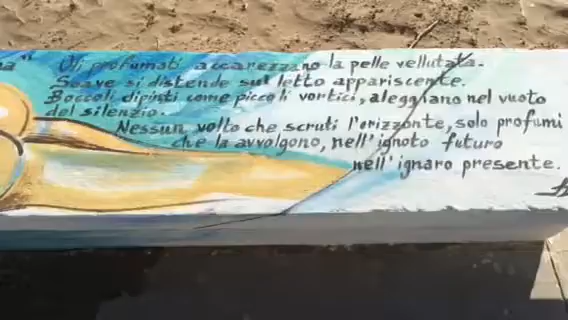 a" Oli profumati accarezzano la pelle vellutata.
Soave si distende sul letto appariscente.
Boccoli dipinti come piccoli vortici, aleggiano nel vuoto
del silenzio.
Nessun volto che scruti l'orizzonte, solo profumi
che la avvolgono, nell'ignoto futuro
nell'ignaro presente.